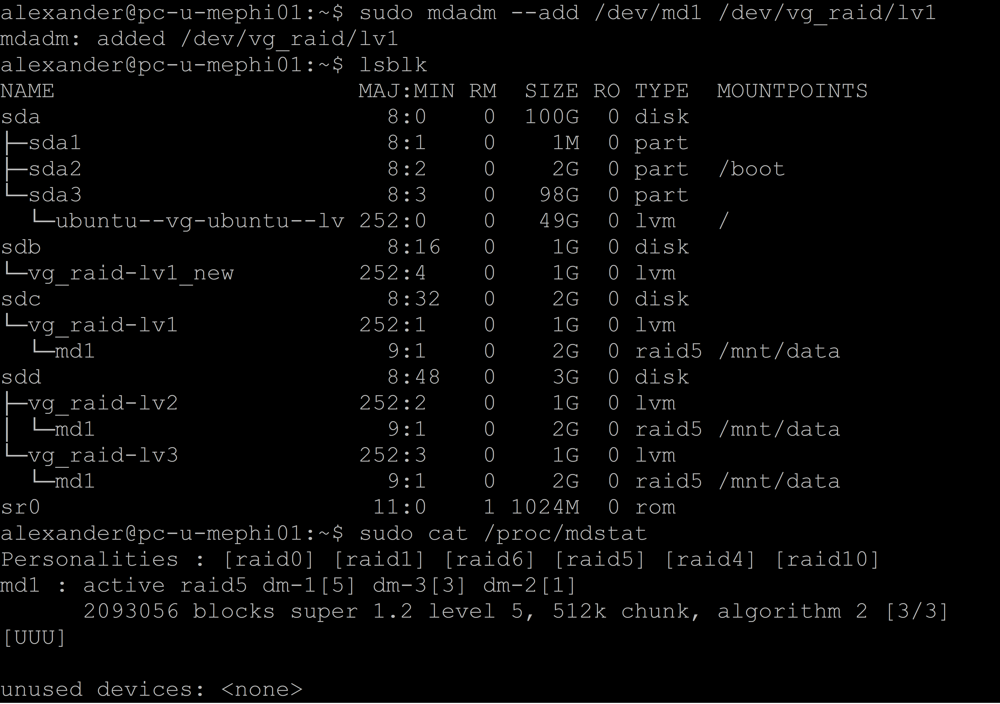 alexander@pc-u-mephi01:~$ sudo mdadm --add /dev/md1 /dev/vg_raid/lv1
mdadm: added /dev/vg_raid/lv1
alexander@pc-u-mephi01:~$ lsblk
NAME                      MAJ:MIN RM  SIZE RO TYPE  MOUNTPOINTS
sda                         8:0    0  100G  0 disk
├─sda1                      8:1    0    1M  0 part
├─sda2                      8:2    0    2G  0 part  /boot
└─sda3                      8:3    0   98G  0 part
  └─ubuntu--vg-ubuntu--lv 252:0    0   49G  0 lvm   /
sdb                         8:16   0    1G  0 disk
└─vg_raid-lv1_new         252:4    0    1G  0 lvm
sdc                         8:32   0    2G  0 disk
└─vg_raid-lv1             252:1    0    1G  0 lvm
  └─md1                     9:1    0    2G  0 raid5 /mnt/data
sdd                         8:48   0    3G  0 disk
├─vg_raid-lv2             252:2    0    1G  0 lvm
│ └─md1                     9:1    0    2G  0 raid5 /mnt/data
└─vg_raid-lv3             252:3    0    1G  0 lvm
  └─md1                     9:1    0    2G  0 raid5 /mnt/data
sr0                        11:0    1 1024M  0 rom
alexander@pc-u-mephi01:~$ sudo cat /proc/mdstat
Personalities : [raid0] [raid1] [raid6] [raid5] [raid4] [raid10]
md1 : active raid5 dm-1[5] dm-3[3] dm-2[1]
      2093056 blocks super 1.2 level 5, 512k chunk, algorithm 2 [3/3]
[UUU]
unused devices: <none>